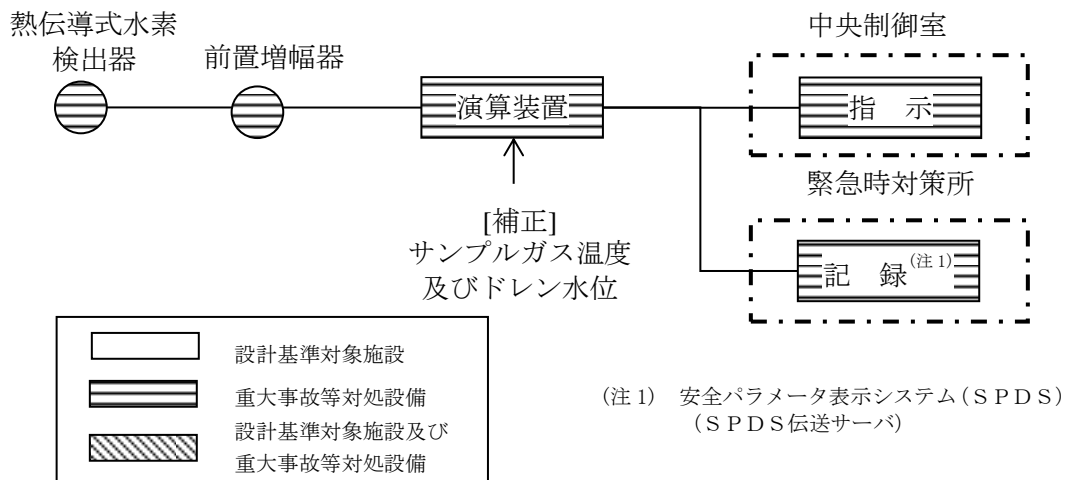 熱伝導式水素
検出器
前置増幅器
演算装置
中央制御室
指　示
緊急時対策所
記　録(注1)
[補正]
サンプルガス温度
及びドレン水位
設計基準対象施設
重大事故等対処設備
設計基準対象施設及び
重大事故等対処設備
(注1)　安全パラメータ表示システム(ＳＰＤＳ)
(ＳＰＤＳ伝送サーバ)